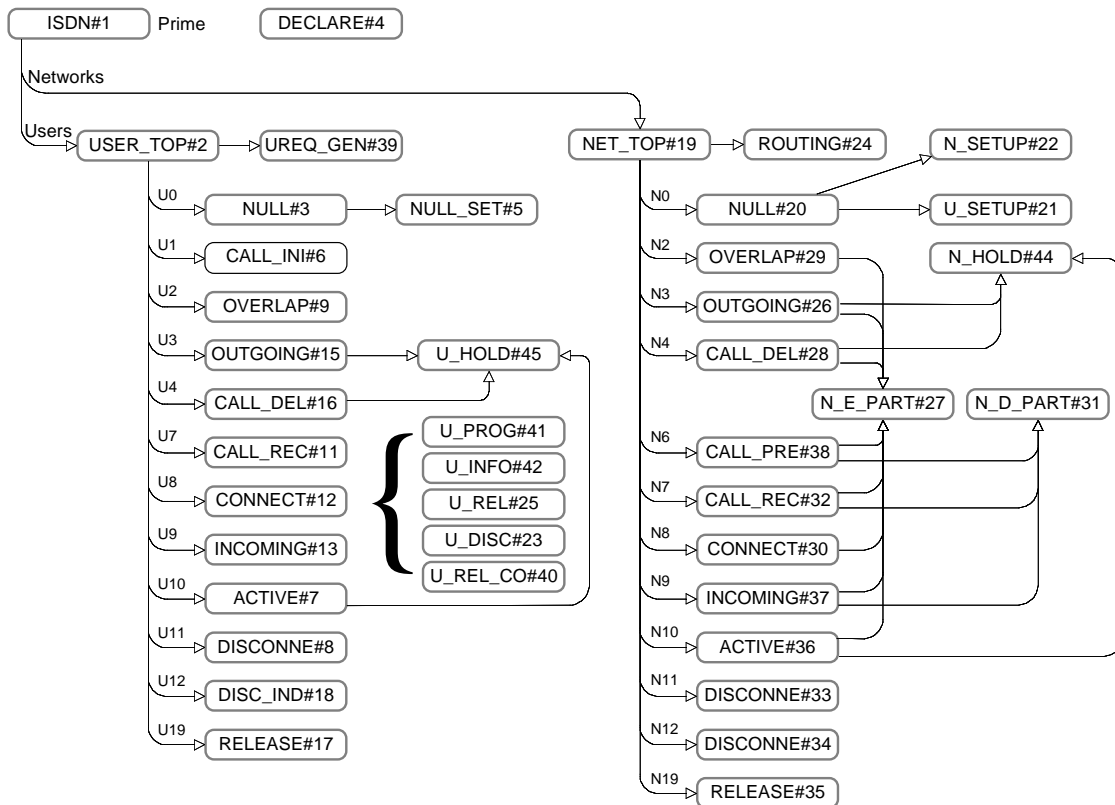 ISDN#1 Prime DECLARE#4
Networks
Users
USER_TOP#2 UREQ_GEN#39
U0
NULL#3 NULL_SET#5
U1
CALL_INI#6
U2
OVERLAP#9
U3
OUTGOING#15 U_HOLD#45
U4
CALL_DEL#16
U7
CALL_REC#11
U8
CONNECT#12
U9
INCOMING#13
U10
ACTIVE#7
U11
DISCONNE#8
U12
DISC_IND#18
U19
RELEASE#17
U_PROG#41
U_INFO#42
U_REL#25
U_DISC#23
U_REL_CO#40
NET_TOP#19 ROUTING#24 N_SETUP#22
N0
NULL#20 U_SETUP#21
N2
OVERLAP#29 N_HOLD#44
N3
OUTGOING#26
N4
CALL_DEL#28
N_E_PART#27 N_D_PART#31
N6
CALL_PRE#38
N7
CALL_REC#32
N8
CONNECT#30
N9
INCOMING#37
N10
ACTIVE#36
N11
DISCONNE#33
N12
DISCONNE#34
N19
RELEASE#35